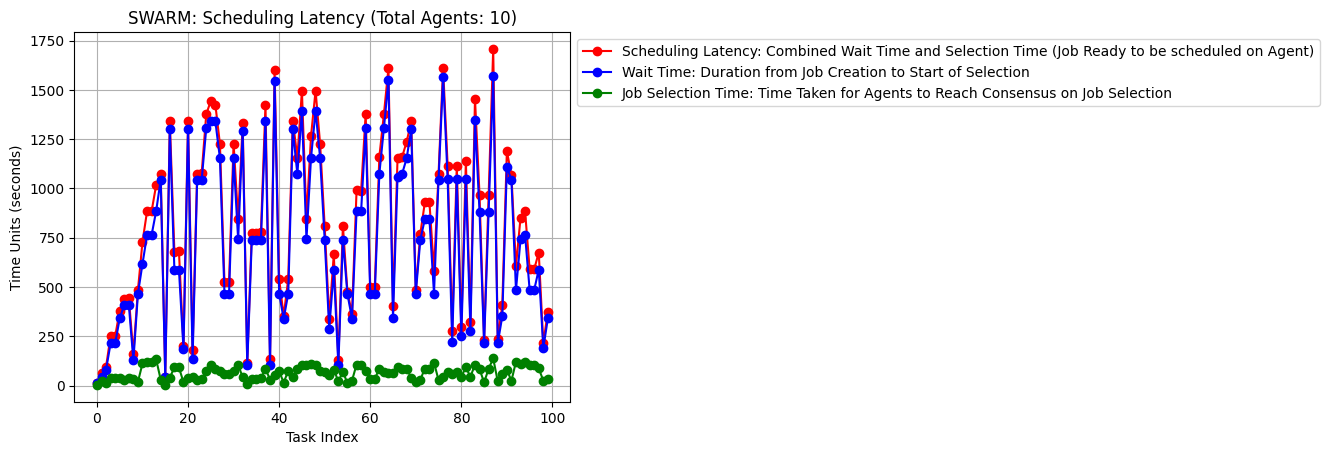 SWARM: Scheduling Latency (Total Agents: 10)
Scheduling Latency: Combined Wait Time and Selection Time (Job Ready to be scheduled on Agent)
Wait Time: Duration from Job Creation to Start of Selection
Job Selection Time: Time Taken for Agents to Reach Consensus on Job Selection
Time Units (seconds)
1750
1500
1250
1000
750
500
250
0
0 20 40 60 80 100
Task Index